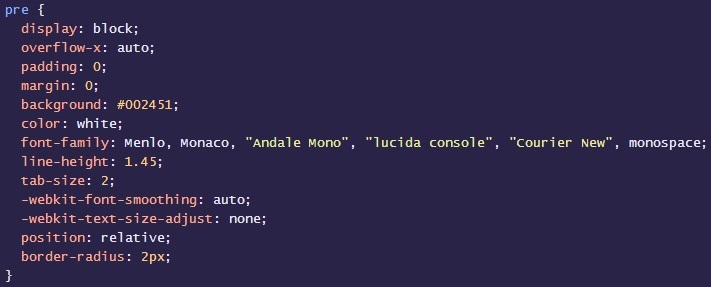 pre {
  display: block;
  overflow-x: auto;
  padding: 0;
  margin: 0;
  background: #002451;
  color: white;
  font-family: Menlo, Monaco, "Andale Mono", "lucida console", "Courier New", monospace;
  line-height: 1.45;
  tab-size: 2;
  -webkit-font-smoothing: auto;
  -webkit-text-size-adjust: none;
  position: relative;
  border-radius: 2px;
}